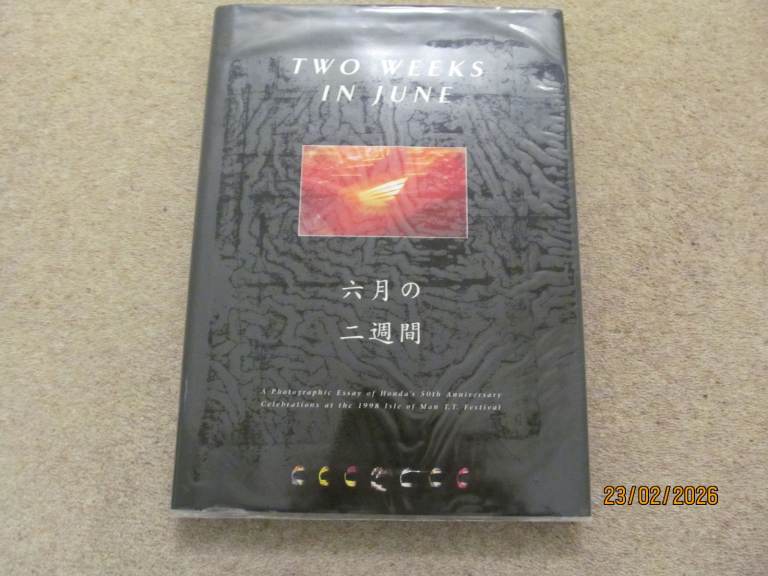 TWO WEEKS
IN JUNE
六月の
二週間
A Photographic Essay of Honda's 50th Anniversary
Celebrations at the 1998 Isle of Man T.T. Festival
23/02/2026